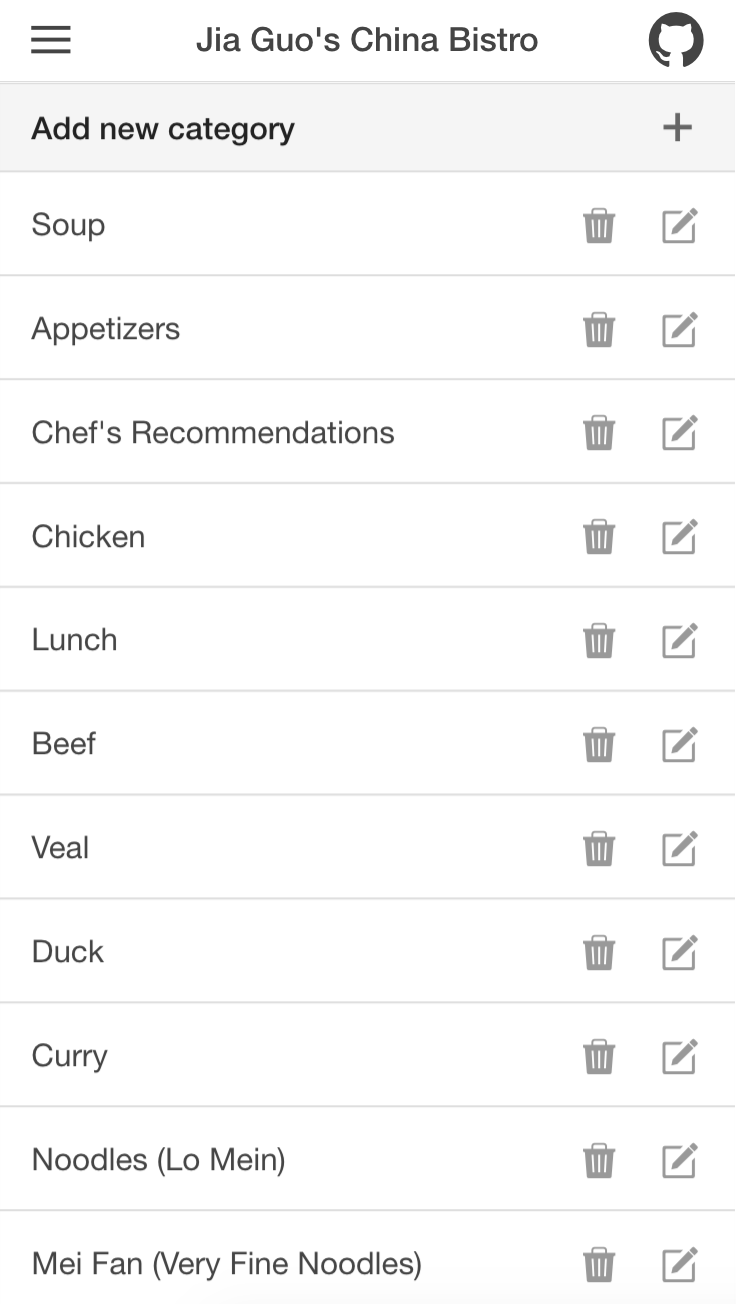 Jia Guo's China Bistro
Add new category
Soup
Appetizers
Chef's Recommendations
Chicken
Lunch
Beef
Veal
Duck
Curry
Noodles (Lo Mein)
Mei Fan (Very Fine Noodles)